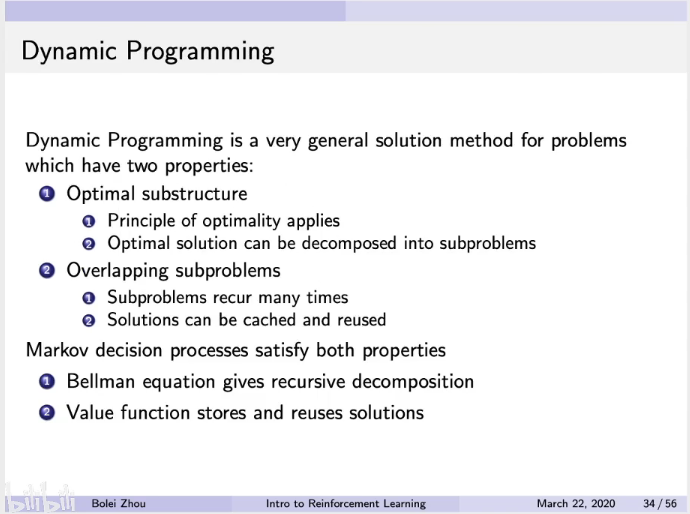 Dynamic Programming
Dynamic Programming is a very general solution method for problems
which have two properties:
1 Optimal substructure
1 Principle of optimality applies
2 Optimal solution can be decomposed into subproblems
2 Overlapping subproblems
1 Subproblems recur many times
2 Solutions can be cached and reused
Markov decision processes satisfy both properties
1 Bellman equation gives recursive decomposition
2 Value function stores and reuses solutions
bilibili Bolei Zhou Intro to Reinforcement Learning March 22, 2020 34 / 56